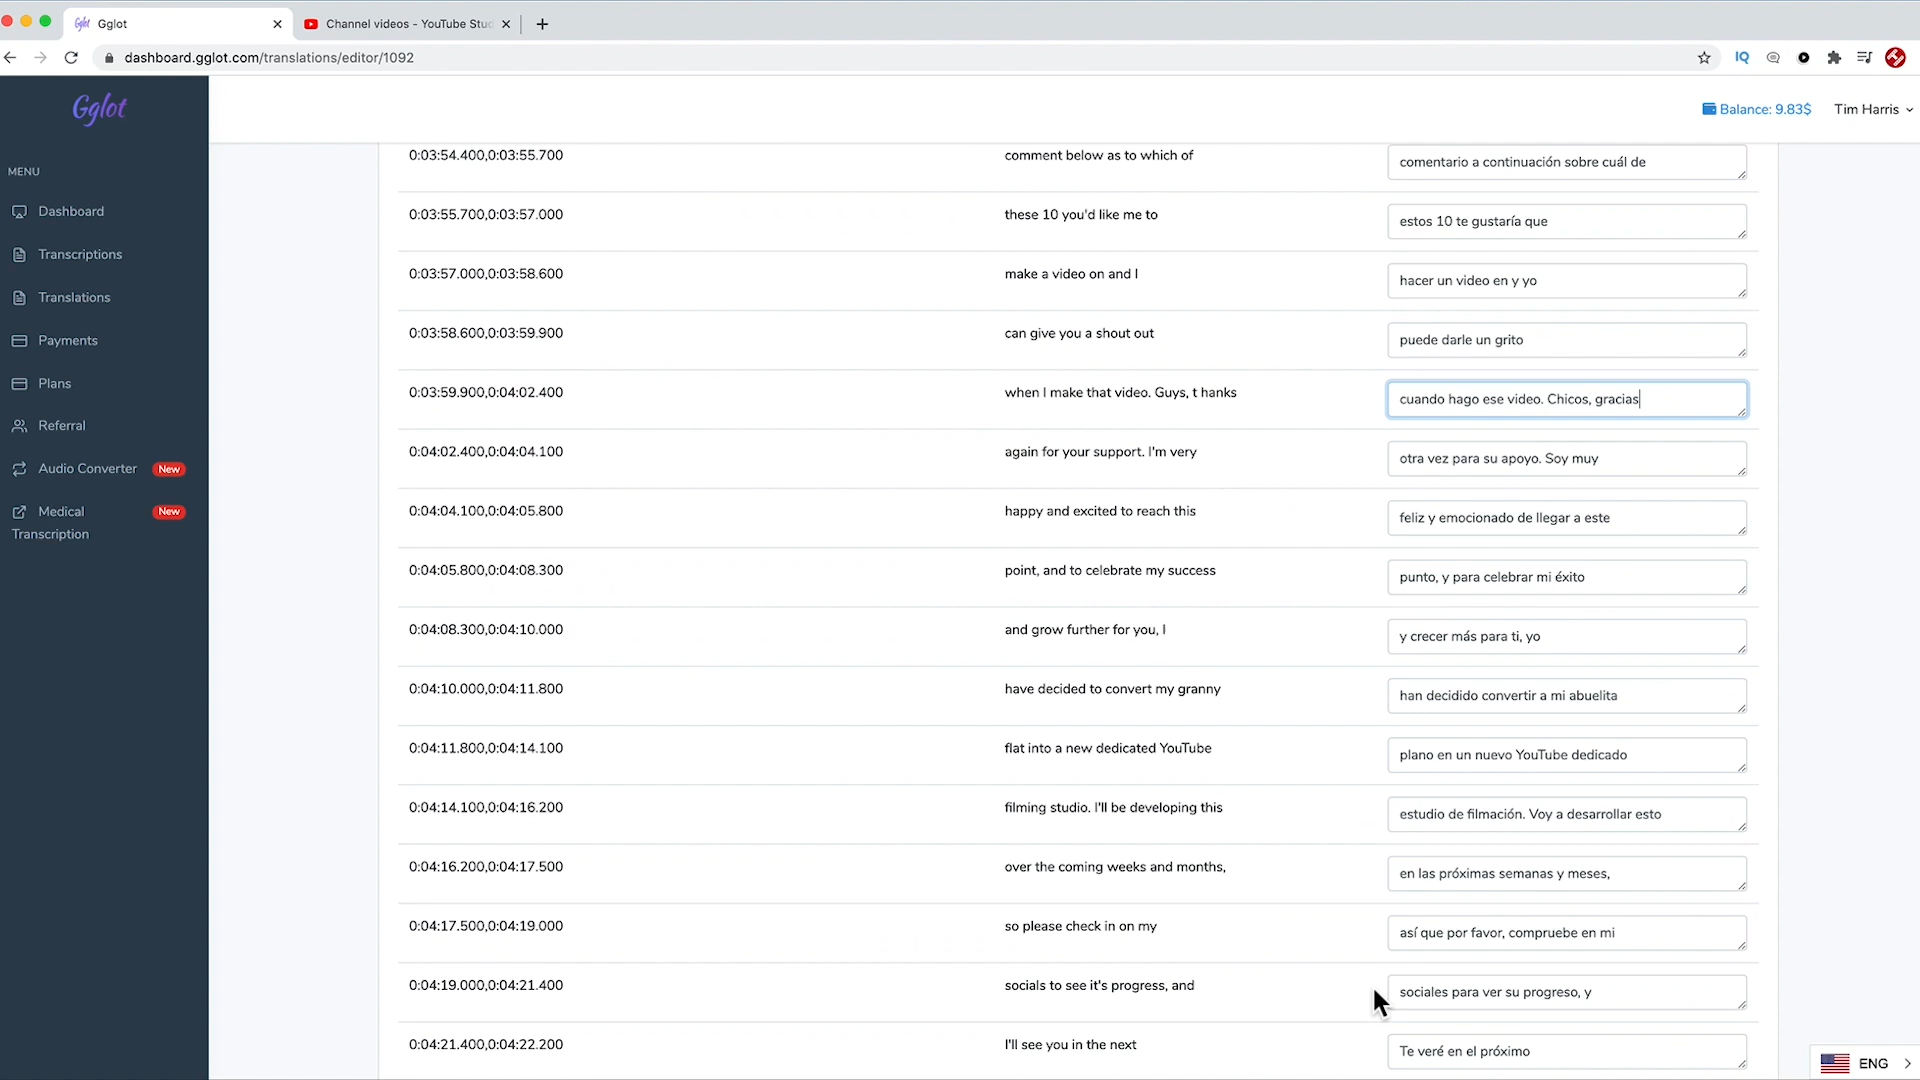 Gglot
Channel videos - YouTube Stu
dashboard.gglot.com/translations/editor/1092
IQ
Gglot
Balance: 9.83$
Tim Harris
MENU
Dashboard
Transcriptions
Translations
Payments
Plans
Referral
Audio Converter New
Medical Transcription New
0:03:54.400,0:03:55.700 comment below as to which of comentario a continuación sobre cuál de
0:03:55.700,0:03:57.000 these 10 you'd like me to estos 10 te gustaría que
0:03:57.000,0:03:58.600 make a video on and I hacer un video en y yo
0:03:58.600,0:03:59.900 can give you a shout out puede darle un grito
0:03:59.900,0:04:02.400 when I make that video. Guys, t hanks cuando hago ese video. Chicos, gracias
0:04:02.400,0:04:04.100 again for your support. I'm very otra vez para su apoyo. Soy muy
0:04:04.100,0:04:05.800 happy and excited to reach this feliz y emocionado de llegar a este
0:04:05.800,0:04:08.300 point, and to celebrate my success punto, y para celebrar mi éxito
0:04:08.300,0:04:10.000 and grow further for you, I y crecer más para ti, yo
0:04:10.000,0:04:11.800 have decided to convert my granny han decidido convertir a mi abuelita
0:04:11.800,0:04:14.100 flat into a new dedicated YouTube plano en un nuevo YouTube dedicado
0:04:14.100,0:04:16.200 filming studio. I'll be developing this estudio de filmación. Voy a desarrollar esto
0:04:16.200,0:04:17.500 over the coming weeks and months, en las próximas semanas y meses,
0:04:17.500,0:04:19.000 so please check in on my así que por favor, compruebe en mi
0:04:19.000,0:04:21.400 socials to see it's progress, and sociales para ver su progreso, y
0:04:21.400,0:04:22.200 I'll see you in the next Te veré en el próximo
ENG